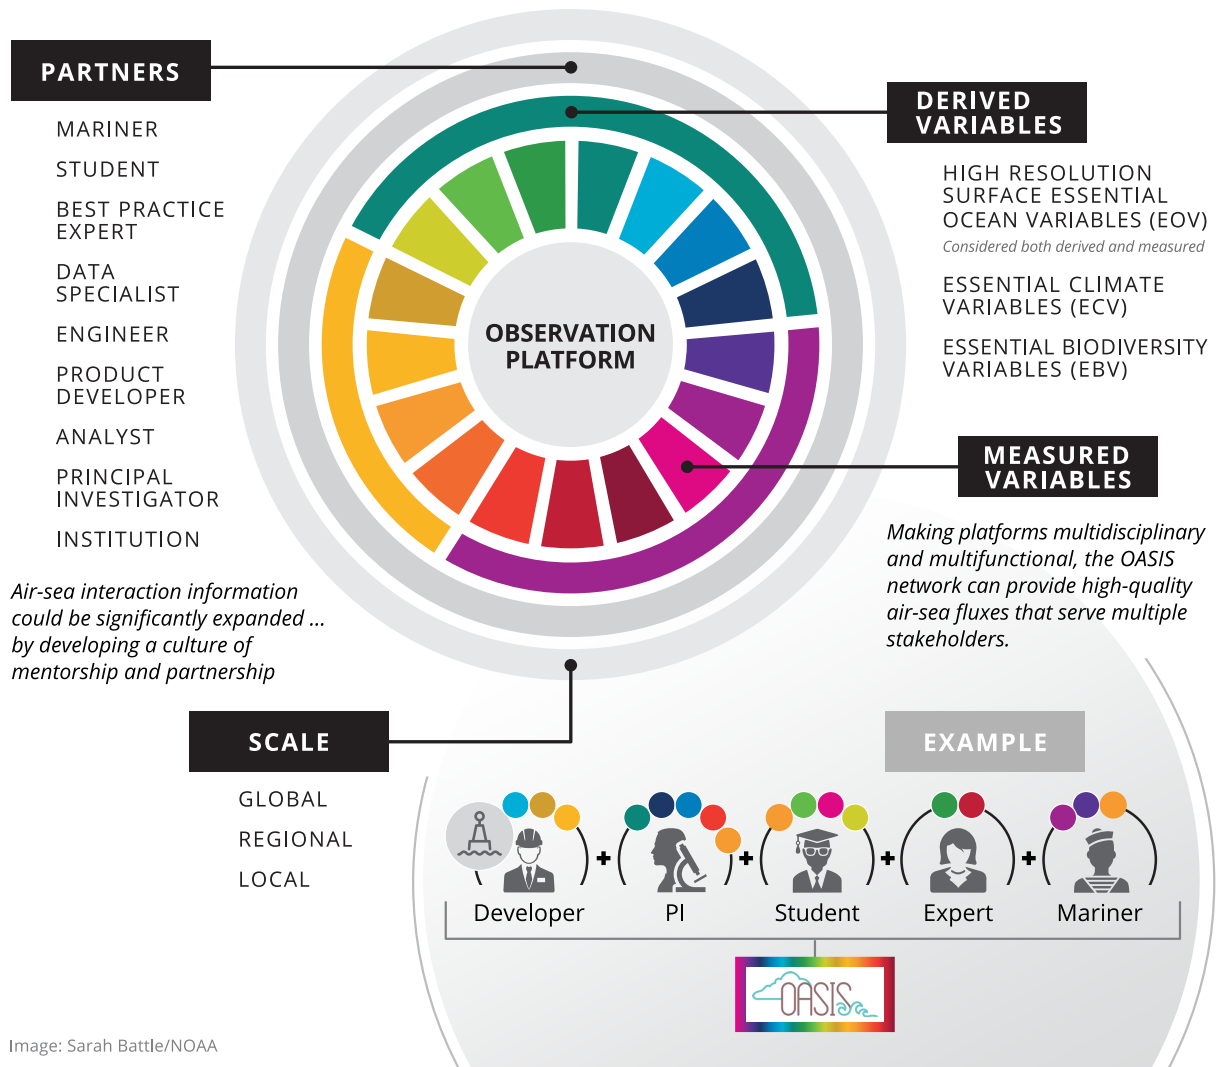 PARTNERS
MARINER
STUDENT
BEST PRACTICE
EXPERT
DATA
SPECIALIST
ENGINEER
PRODUCT
DEVELOPER
ANALYST
PRINCIPAL
INVESTIGATOR
INSTITUTION
Air-sea interaction information
could be significantly expanded ...
by developing a culture of
mentorship and partnership
OBSERVATION
PLATFORM
DERIVED
VARIABLES
HIGH RESOLUTION
SURFACE ESSENTIAL
OCEAN VARIABLES (EOV)
Considered both derived and measured
ESSENTIAL CLIMATE
VARIABLES (ECV)
ESSENTIAL BIODIVERSITY
VARIABLES (EBV)
MEASURED
VARIABLES
Making platforms multidisciplinary
and multifunctional, the OASIS
network can provide high-quality
air-sea fluxes that serve multiple
stakeholders.
SCALE
GLOBAL
REGIONAL
LOCAL
EXAMPLE
Developer + PI + Student + Expert + Mariner
OASIS
Image: Sarah Battle/NOAA